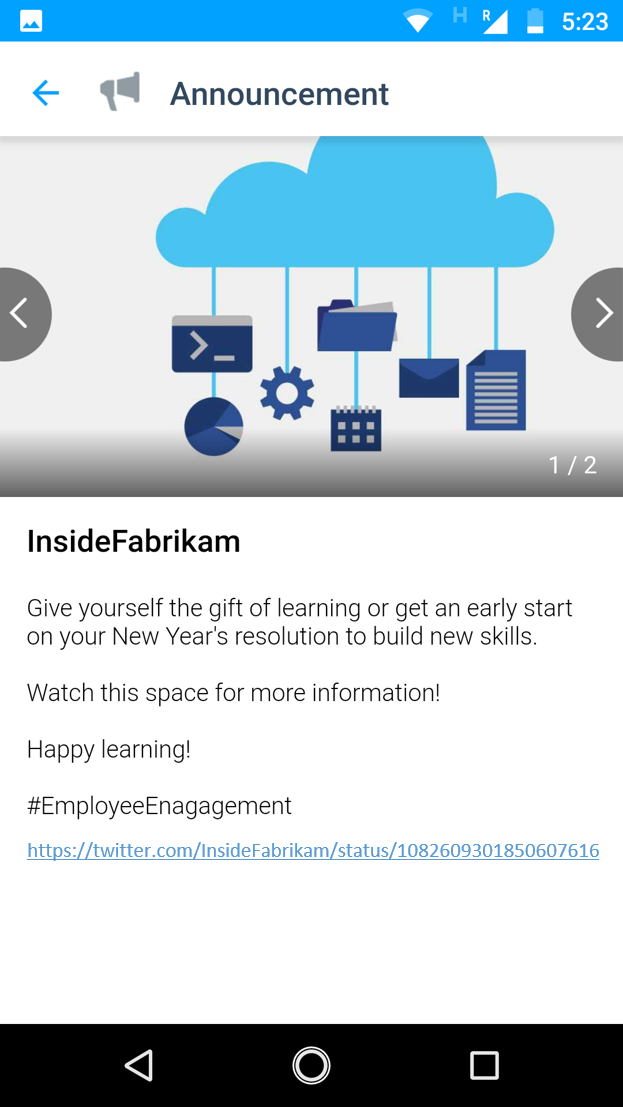 H R 5:23
Announcement
1 / 2
InsideFabrikam
Give yourself the gift of learning or get an early start
on your New Year's resolution to build new skills.
Watch this space for more information!
Happy learning!
#EmployeeEnagagement
https://twitter.com/InsideFabrikam/status/1082609301850607616